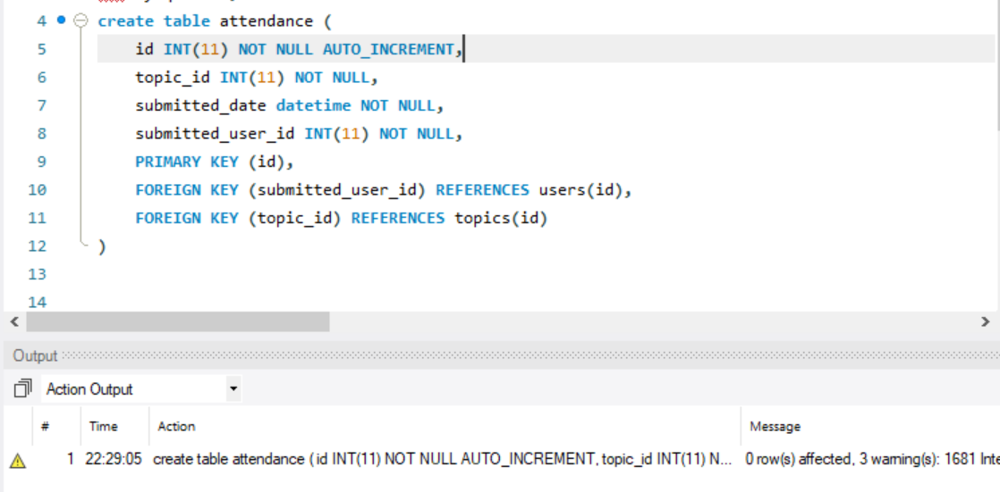 4 create table attendance (
5 id INT(11) NOT NULL AUTO_INCREMENT,
6 topic_id INT(11) NOT NULL,
7 submitted_date datetime NOT NULL,
8 submitted_user_id INT(11) NOT NULL,
9 PRIMARY KEY (id),
10 FOREIGN KEY (submitted_user_id) REFERENCES users(id),
11 FOREIGN KEY (topic_id) REFERENCES topics(id)
12 )
13
14
Output
Action Output
# Time Action Message
1 22:29:05 create table attendance ( id INT(11) NOT NULL AUTO_INCREMENT, topic_id INT(11) N... 0 row(s) affected, 3 warning(s): 1681 Inte